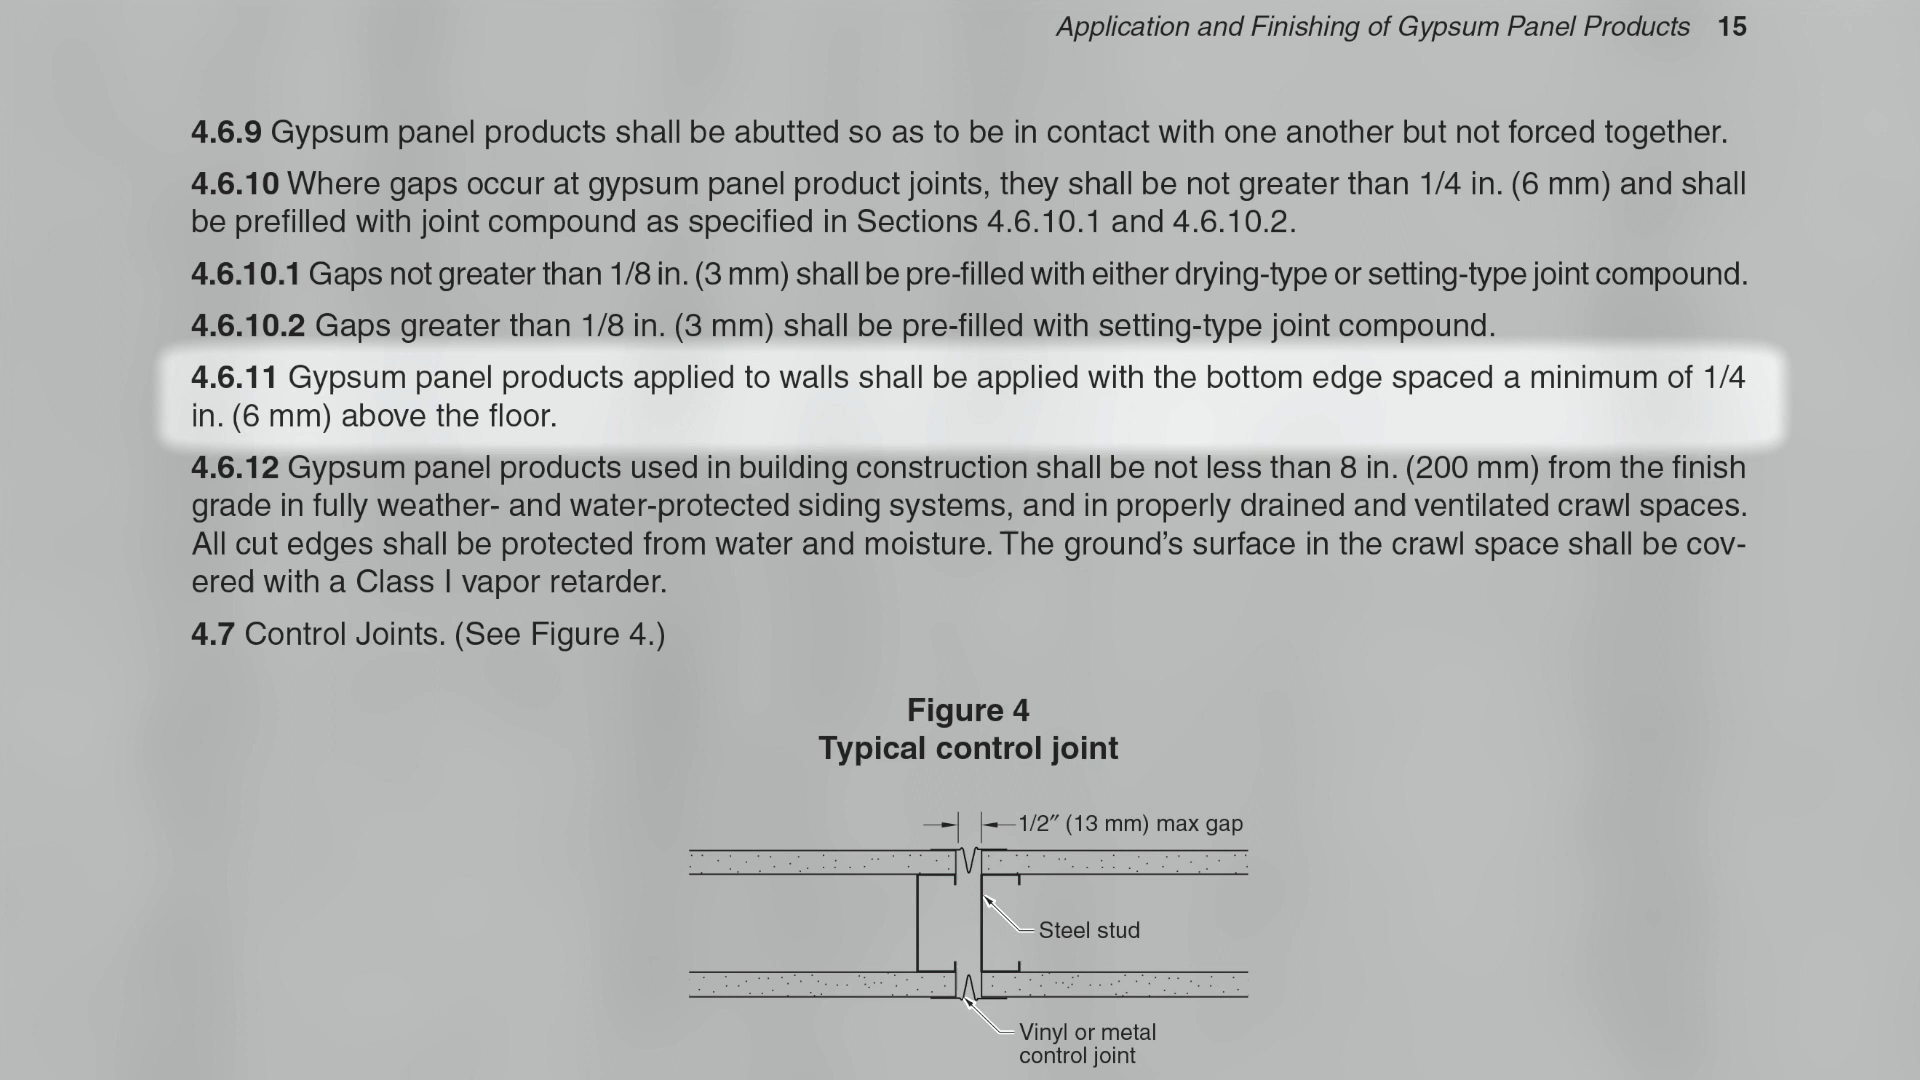 Application and Finishing of Gypsum Panel Products 15
4.6.9 Gypsum panel products shall be abutted so as to be in contact with one another but not forced together.
4.6.10 Where gaps occur at gypsum panel product joints, they shall be not greater than 1/4 in. (6 mm) and shall
be prefilled with joint compound as specified in Sections 4.6.10.1 and 4.6.10.2.
4.6.10.1 Gaps not greater than 1/8 in. (3 mm) shall be pre-filled with either drying-type or setting-type joint compound.
4.6.10.2 Gaps greater than 1/8 in. (3 mm) shall be pre-filled with setting-type joint compound.
4.6.11 Gypsum panel products applied to walls shall be applied with the bottom edge spaced a minimum of 1/4
in. (6 mm) above the floor.
4.6.12 Gypsum panel products used in building construction shall be not less than 8 in. (200 mm) from the finish
grade in fully weather- and water-protected siding systems, and in properly drained and ventilated crawl spaces.
All cut edges shall be protected from water and moisture. The ground’s surface in the crawl space shall be cov-
ered with a Class I vapor retarder.
4.7 Control Joints. (See Figure 4.)
Figure 4
Typical control joint
1/2″ (13 mm) max gap
Steel stud
Vinyl or metal
control joint